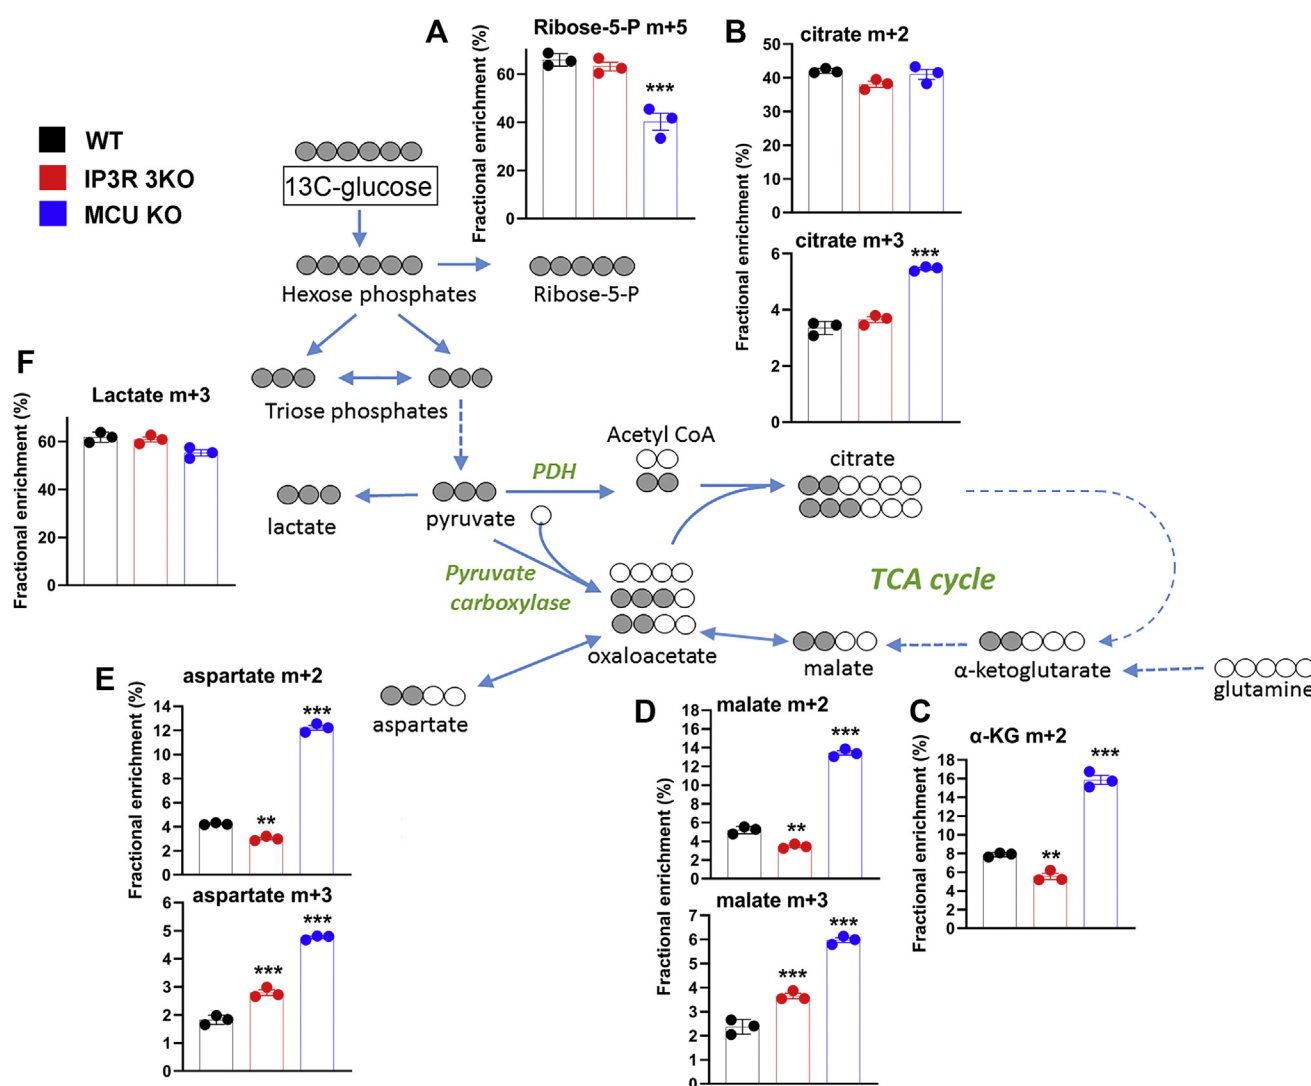 WT
IP3R 3KO
MCU KO
A
Ribose-5-P m+5
Fractional enrichment (%)
60
40
20
0
***
B
citrate m+2
Fractional enrichment (%)
50
40
30
20
10
0
citrate m+3
Fractional enrichment (%)
6
4
2
0
***
13C-glucose
Hexose phosphates
Ribose-5-P
Triose phosphates
F
Lactate m+3
Fractional enrichment (%)
60
40
20
0
lactate
pyruvate
PDH
Acetyl CoA
citrate
Pyruvate
carboxylase
oxaloacetate
TCA cycle
malate
α-ketoglutarate
glutamine
aspartate
E
aspartate m+2
Fractional enrichment (%)
14
12
10
8
6
4
2
0
**
***
aspartate m+3
Fractional enrichment (%)
6
5
4
3
2
1
0
***
***
D
malate m+2
Fractional enrichment (%)
18
16
14
12
10
8
6
4
2
0
**
***
malate m+3
Fractional enrichment (%)
7
6
5
4
3
2
1
0
***
***
C
α-KG m+2
Fractional enrichment (%)
18
16
14
12
10
8
6
4
2
0
**
***